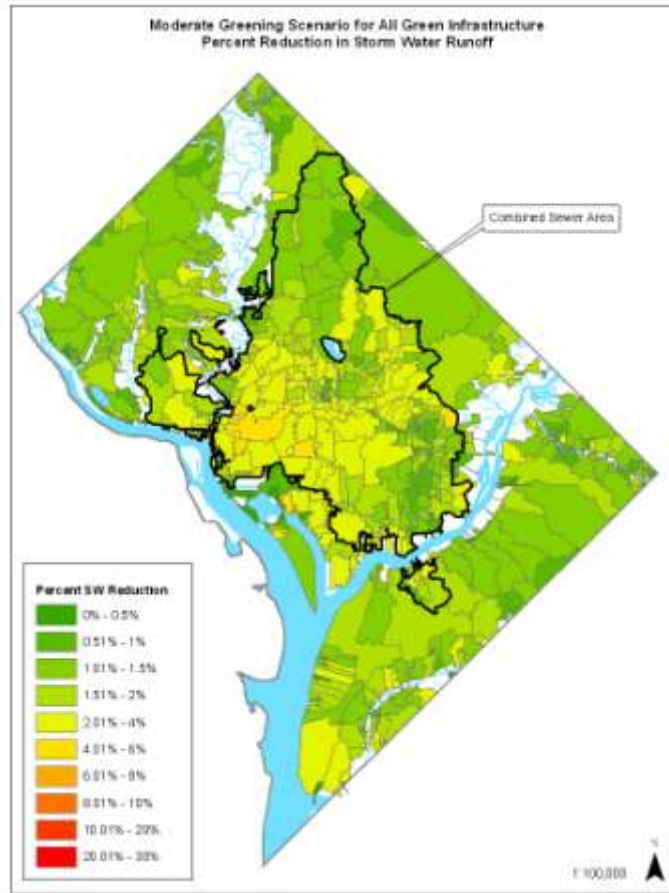 Moderate Greening Scenario for All Green Infrastructure
Percent Reduction in Storm Water Runoff
Combined Sewer Area
Percent SW Reduction
0% - 0.5%
0.51% - 1%
1.01% - 1.5%
1.51% - 2%
2.01% - 4%
4.01% - 6%
6.01% - 8%
8.01% - 10%
10.01% - 20%
20.01% - 30%
N
1:100,000